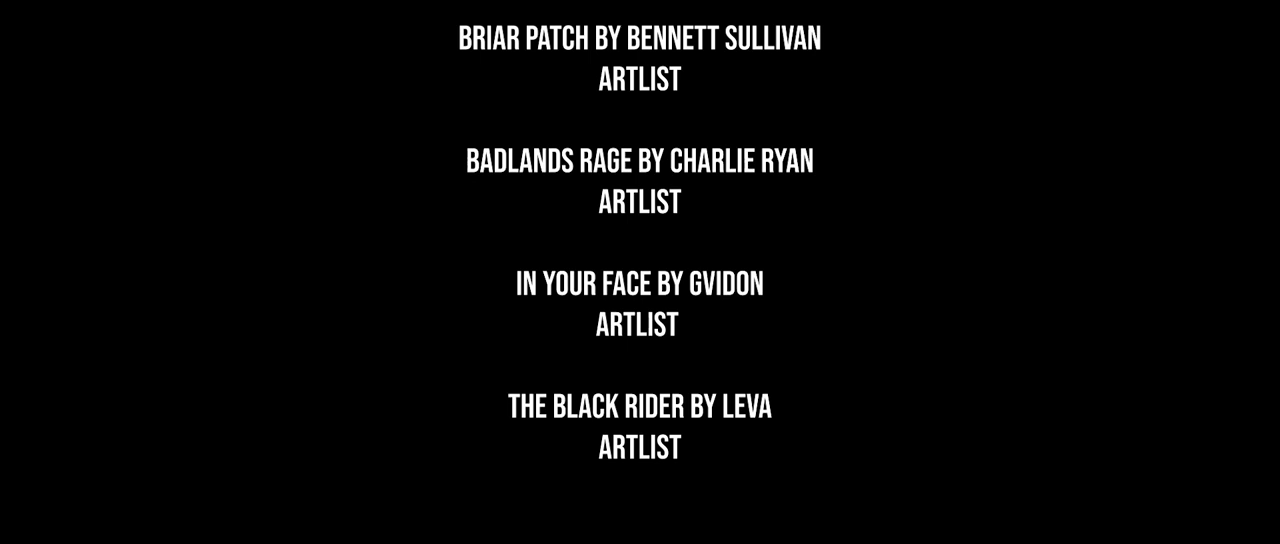 BRIAR PATCH BY BENNETT SULLIVAN
ARTLIST
BADLANDS RAGE BY CHARLIE RYAN
ARTLIST
IN YOUR FACE BY GVIDON
ARTLIST
THE BLACK RIDER BY LEVA
ARTLIST